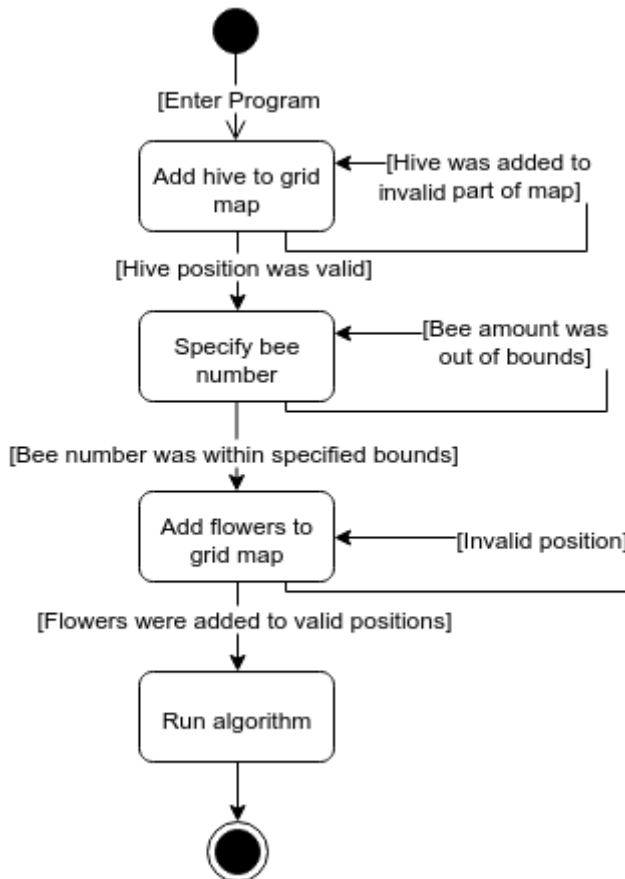 [Enter Program
Add hive to grid
map
[Hive was added to
invalid part of map]
[Hive position was valid]
Specify bee
number
[Bee amount was
out of bounds]
[Bee number was within specified bounds]
Add flowers to
grid map
[Invalid position]
[Flowers were added to valid positions]
Run algorithm